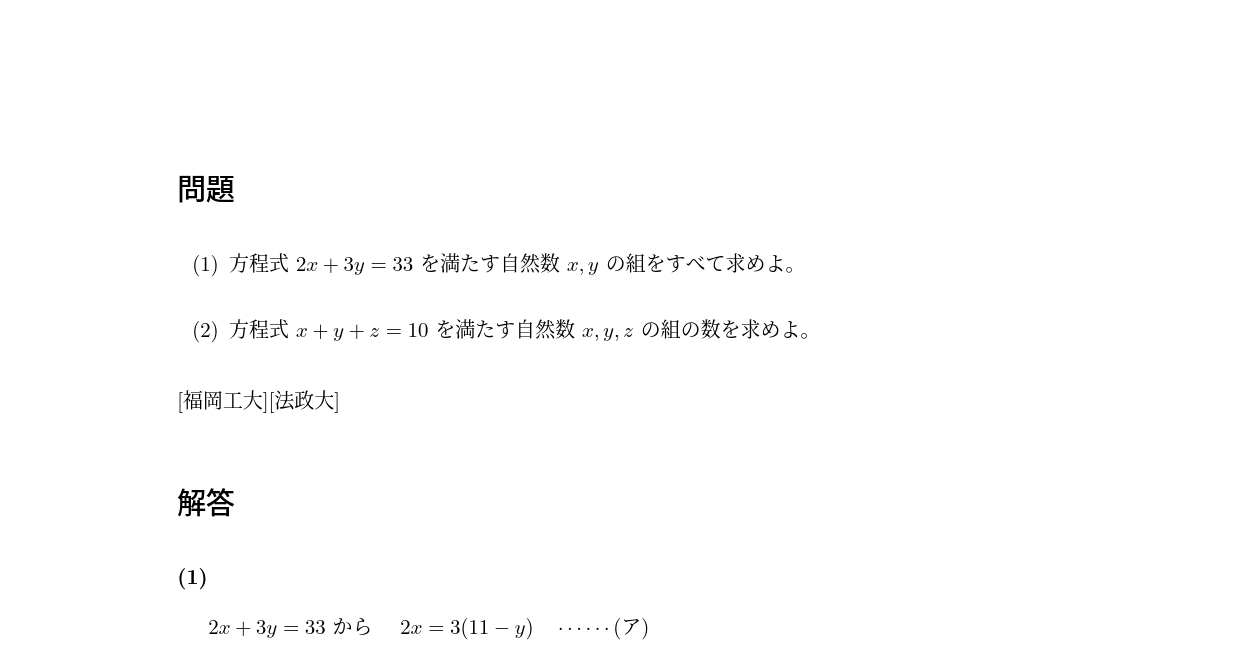 問題
(1) 方程式 2x + 3y = 33 を満たす自然数 x, y の組をすべて求めよ。
(2) 方程式 x + y + z = 10 を満たす自然数 x, y, z の組の数を求めよ。
[福岡工大][法政大]
解答
(1)
2x + 3y = 33 から 2x = 3(11 − y) ⋯⋯(ア)